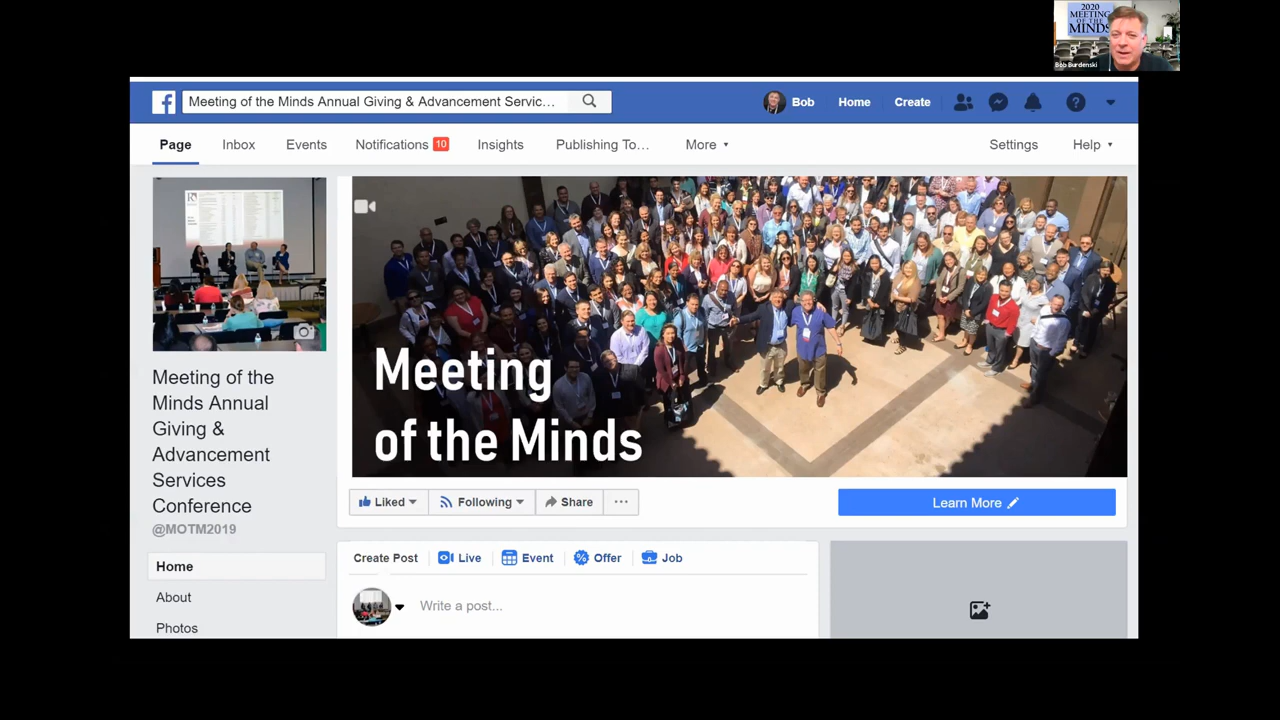 2020
MEETING
OF THE
MINDS
Bob Burdenski
Meeting of the Minds Annual Giving & Advancement Servic...
Bob
Home
Create
Page
Inbox
Events
Notifications 10
Insights
Publishing To...
More
Settings
Help
Meeting
of the Minds
Meeting of the
Minds Annual
Giving &
Advancement
Services
Conference
@MOTM2019
Liked
Following
Share
Learn More
Home
About
Photos
Create Post
Live
Event
Offer
Job
Write a post...